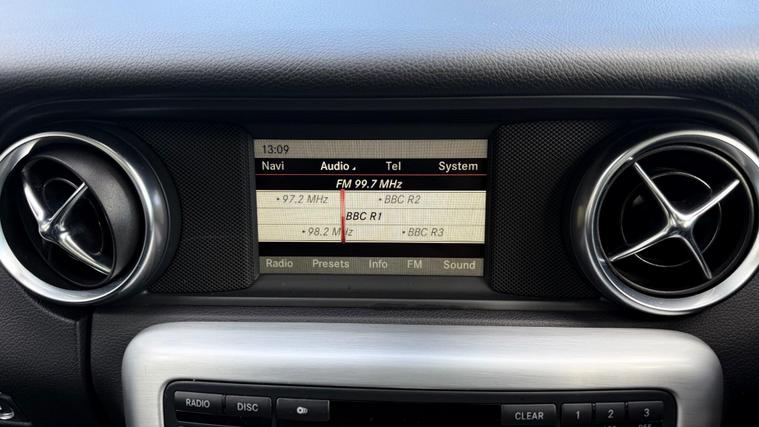 13:09
Navi Audio Tel System
FM 99.7 MHz
• 97.2 MHz • BBC R2
BBC R1
• 98.2 MHz • BBC R3
Radio Presets Info FM Sound
RADIO DISC CLEAR 1 2 3